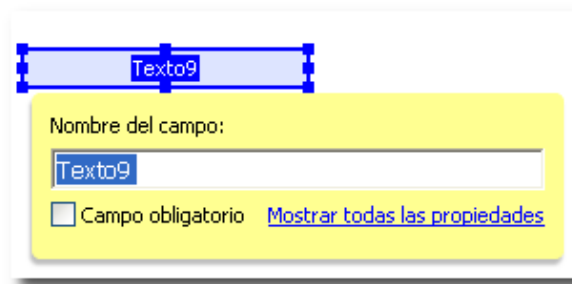 Texto9
Nombre del campo:
Texto9
Campo obligatorio Mostrar todas las propiedades